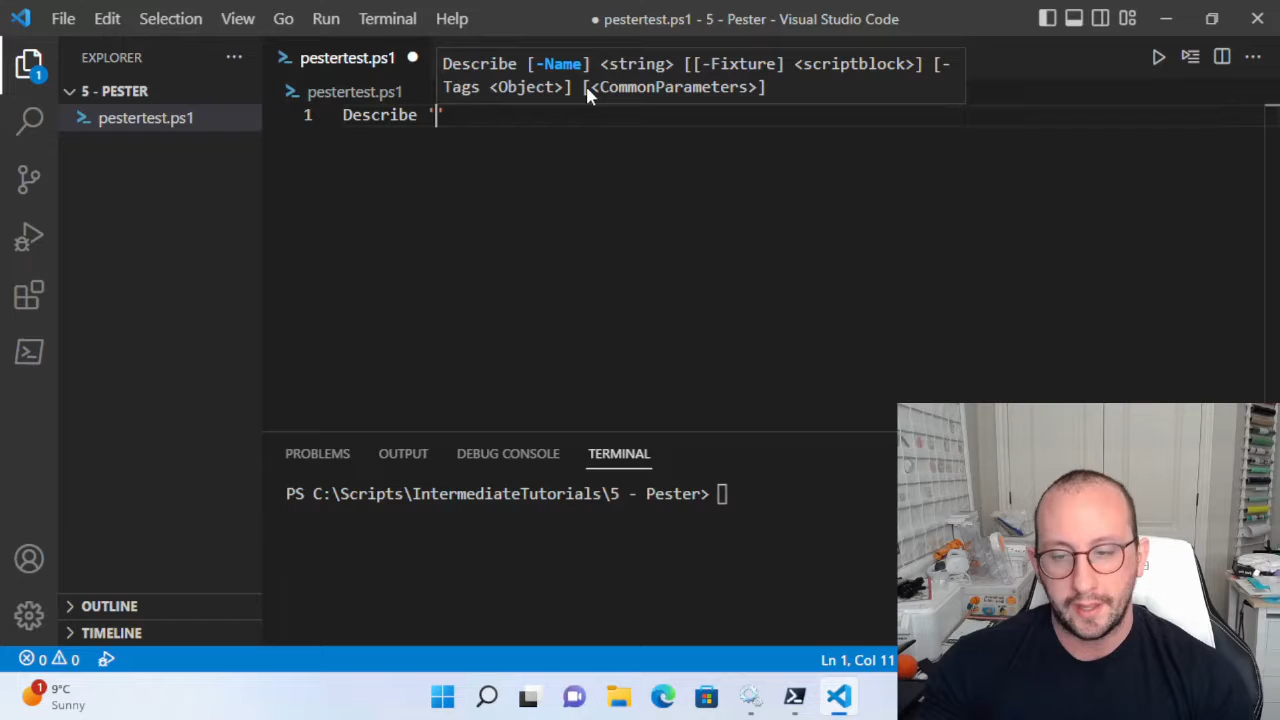 File Edit Selection View Go Run Terminal Help
● pestertest.ps1 - 5 - Pester - Visual Studio Code
EXPLORER
1
5 - PESTER
pestertest.ps1
pestertest.ps1
Describe [-Name] <string> [[-Fixture] <scriptblock>] [-
Tags <Object>] [<CommonParameters>]
pestertest.ps1
1 Describe ''
PROBLEMS OUTPUT DEBUG CONSOLE TERMINAL
PS C:\Scripts\IntermediateTutorials\5 - Pester>
OUTLINE
TIMELINE
0 0
Ln 1, Col 11
1
9°C
Sunny